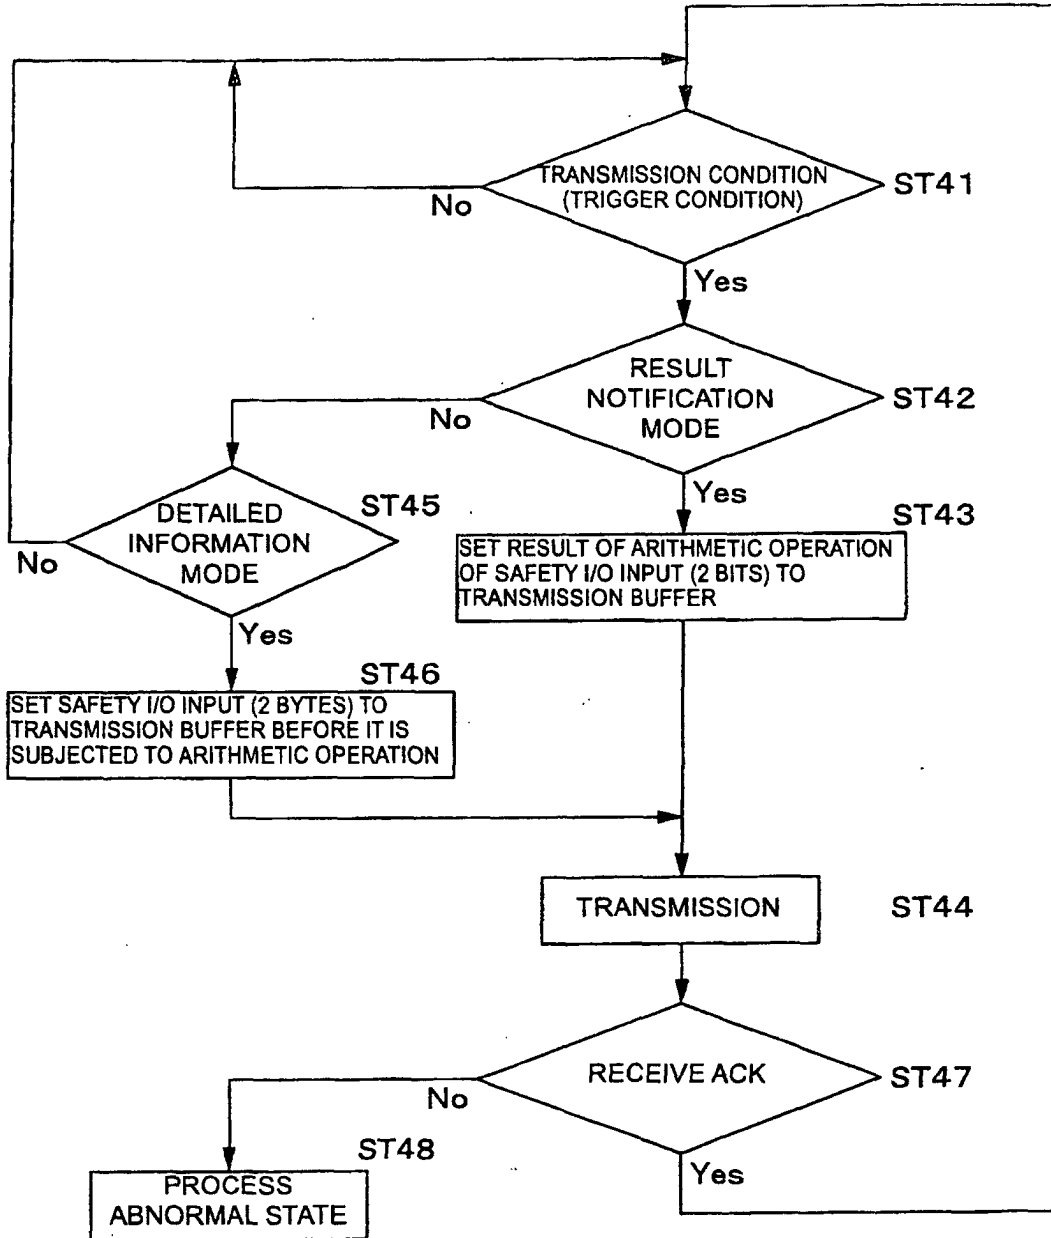 TRANSMISSION CONDITION
(TRIGGER CONDITION)
ST41
No
Yes
RESULT
NOTIFICATION
MODE
ST42
No
Yes
DETAILED
INFORMATION
MODE
ST45
No
Yes
ST43
SET RESULT OF ARITHMETIC OPERATION
OF SAFETY I/O INPUT (2 BITS) TO
TRANSMISSION BUFFER
ST46
SET SAFETY I/O INPUT (2 BYTES) TO
TRANSMISSION BUFFER BEFORE IT IS
SUBJECTED TO ARITHMETIC OPERATION
TRANSMISSION
ST44
RECEIVE ACK
ST47
No
Yes
ST48
PROCESS
ABNORMAL STATE